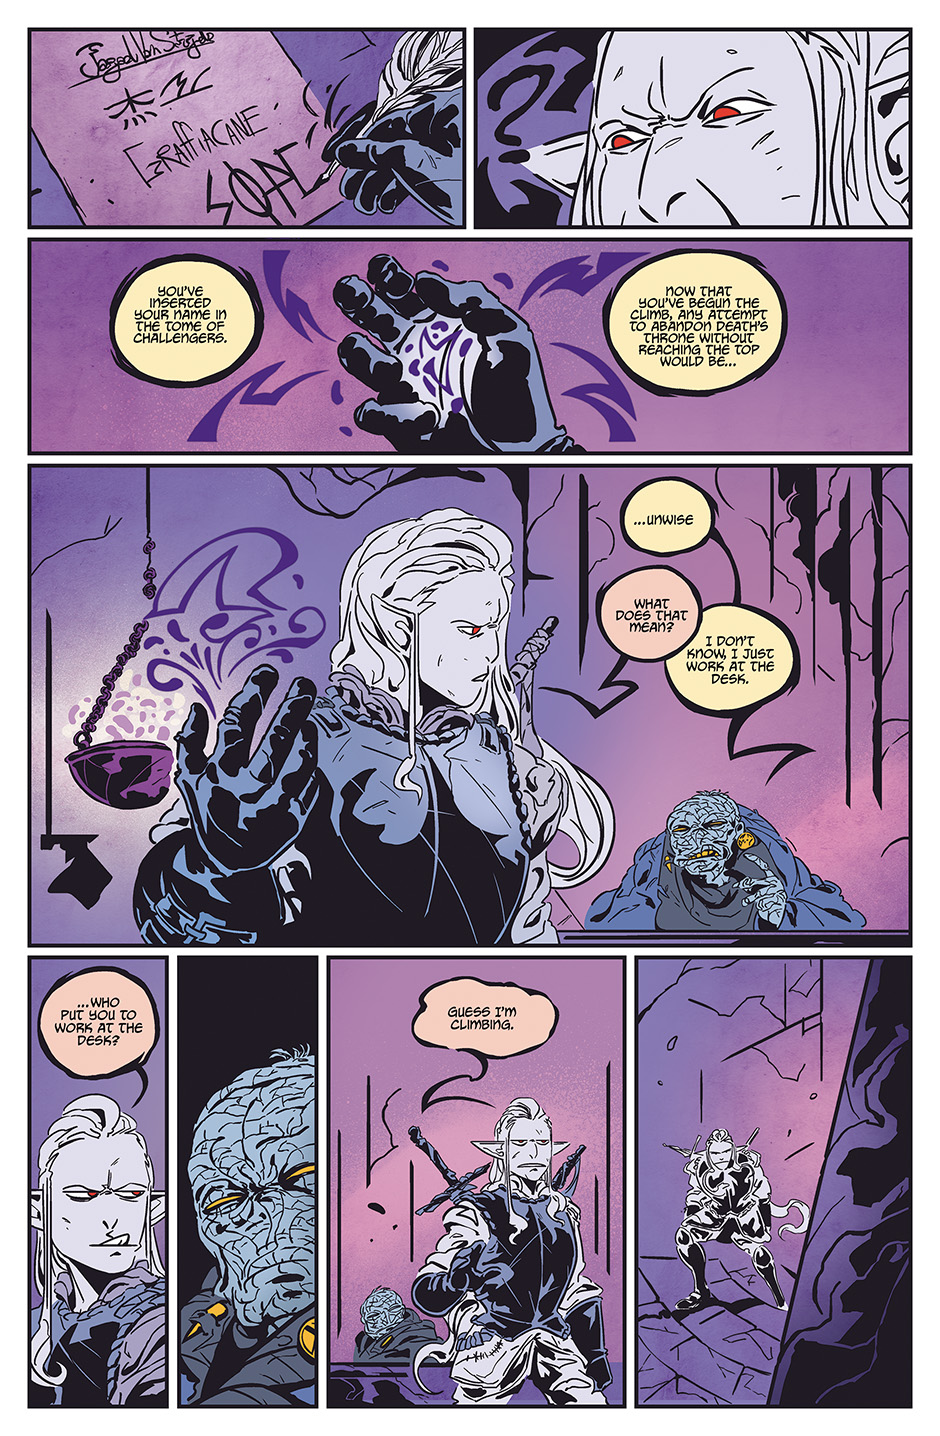 杰
GRAFFIACANE
YOU'VE
INSERTED
YOUR NAME IN
THE TOME OF
CHALLENGERS.
NOW THAT
YOU'VE BEGUN THE
CLIMB, ANY ATTEMPT
TO ABANDON DEATH'S
THRONE WITHOUT
REACHING THE TOP
WOULD BE...
...UNWISE
WHAT
DOES THAT
MEAN?
I DON'T
KNOW, I JUST
WORK AT THE
DESK.
...WHO
PUT YOU TO
WORK AT THE
DESK?
GUESS I'M
CLIMBING.